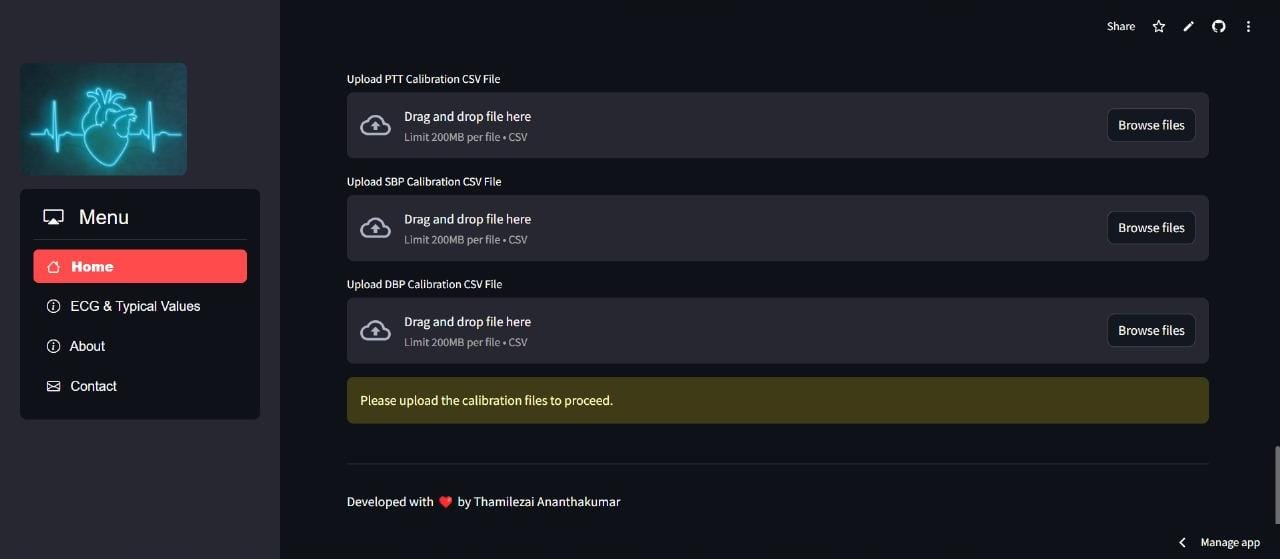 Share
Menu
Home
ECG & Typical Values
About
Contact
Upload PTT Calibration CSV File
Drag and drop file here
Limit 200MB per file • CSV
Browse files
Upload SBP Calibration CSV File
Drag and drop file here
Limit 200MB per file • CSV
Browse files
Upload DBP Calibration CSV File
Drag and drop file here
Limit 200MB per file • CSV
Browse files
Please upload the calibration files to proceed.
Developed with ❤️ by Thamilezai Ananthakumar
Manage app